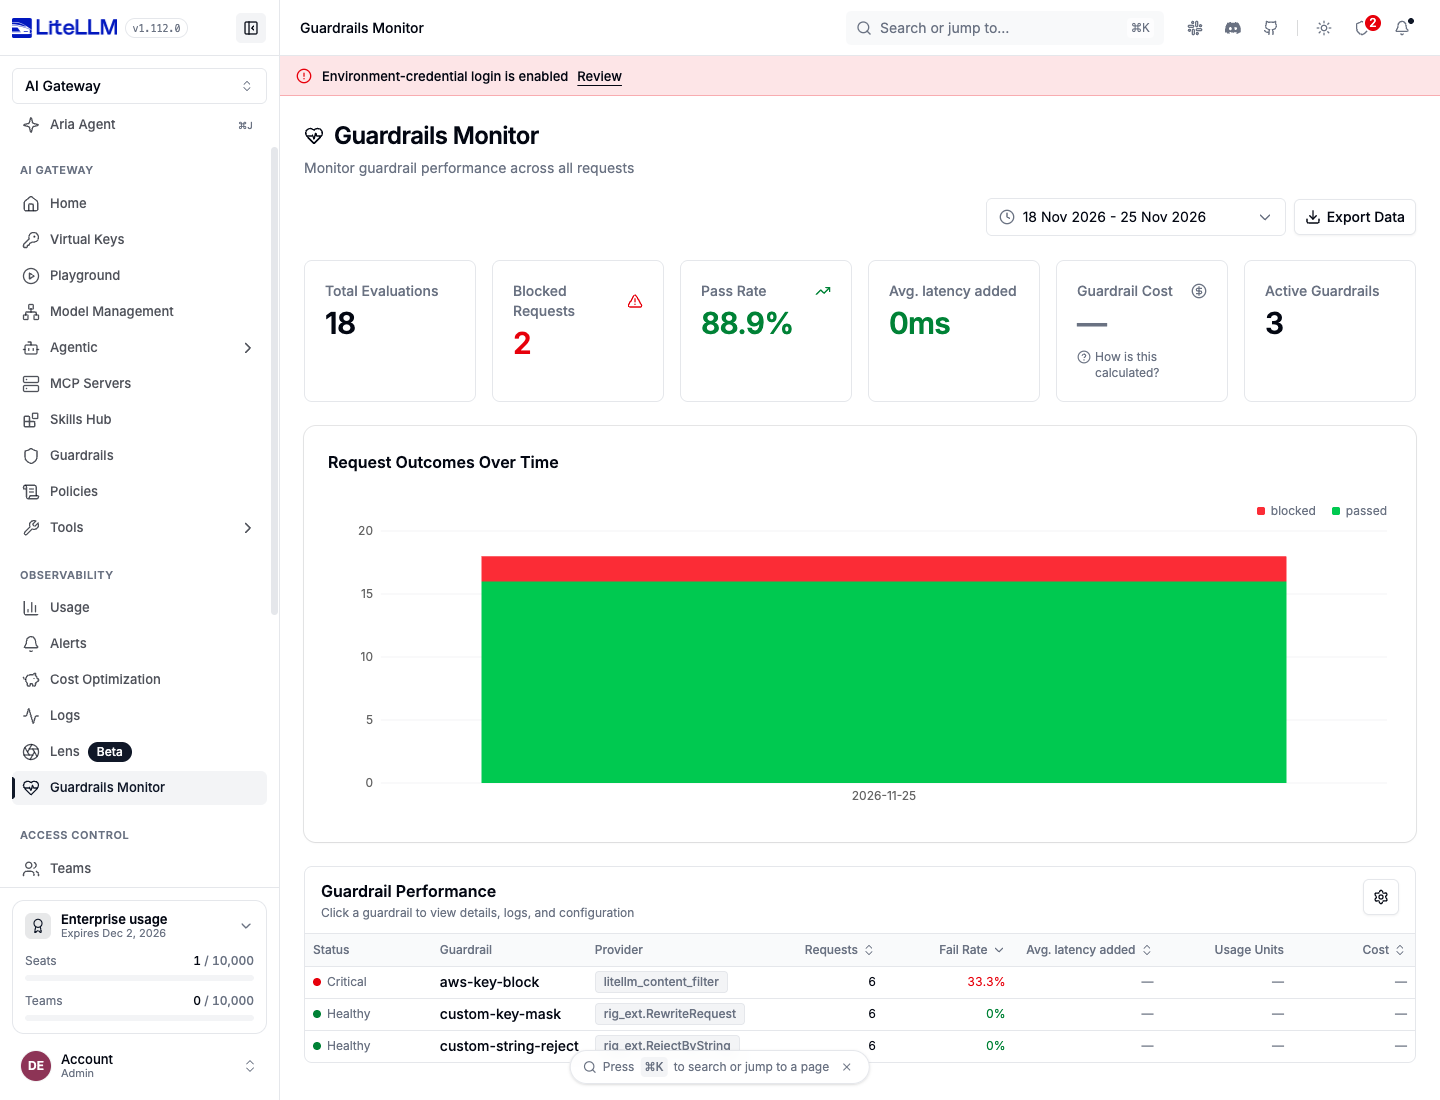 LiteLLM v1.112.0
Guardrails Monitor
Search or jump to... ⌘K
2
AI Gateway
Environment-credential login is enabled Review
Aria Agent ⌘J
AI GATEWAY
Home
Virtual Keys
Playground
Model Management
Agentic
MCP Servers
Skills Hub
Guardrails
Policies
Tools
OBSERVABILITY
Usage
Alerts
Cost Optimization
Logs
Lens Beta
Guardrails Monitor
ACCESS CONTROL
Teams
Enterprise usage
Expires Dec 2, 2026
Seats 1 / 10,000
Teams 0 / 10,000
DE Account
Admin
Guardrails Monitor
Monitor guardrail performance across all requests
18 Nov 2026 - 25 Nov 2026
Export Data
Total Evaluations
18
Blocked
Requests
2
Pass Rate
88.9%
Avg. latency added
0ms
Guardrail Cost
—
How is this
calculated?
Active Guardrails
3
Request Outcomes Over Time
blocked passed
20
15
10
5
0
2026-11-25
Guardrail Performance
Click a guardrail to view details, logs, and configuration
Status Guardrail Provider Requests Fail Rate Avg. latency added Usage Units Cost
Critical aws-key-block litellm_content_filter 6 33.3% — — —
Healthy custom-key-mask rig_ext.RewriteRequest 6 0% — — —
Healthy custom-string-reject rig_ext.RejectByString 6 0% — — —
Press ⌘K to search or jump to a page